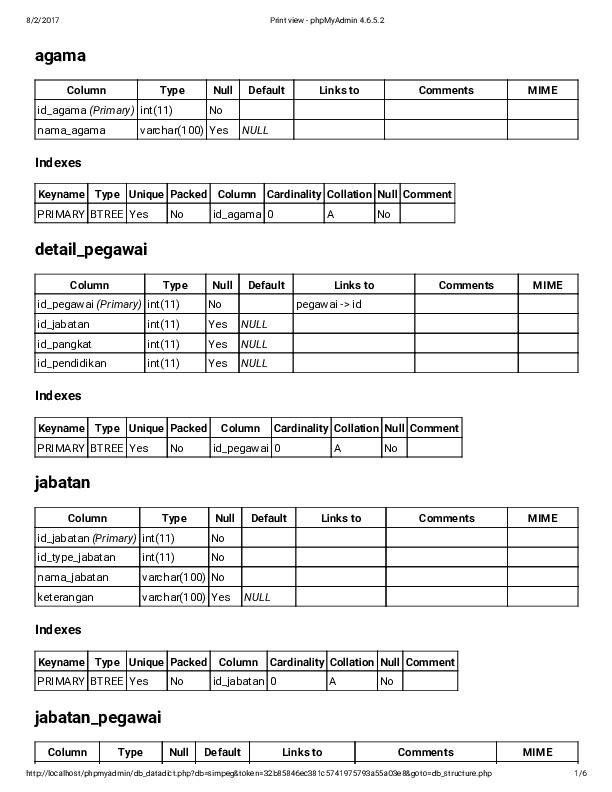 8/2/2017 Print view - phpMyAdmin 4.6.5.2
agama
Column Type Null Default Links to Comments MIME
id_agama (Primary) int(11) No
nama_agama varchar(100) Yes NULL
Indexes
Keyname Type Unique Packed Column Cardinality Collation Null Comment
PRIMARY BTREE Yes No id_agama 0 A No
detail_pegawai
Column Type Null Default Links to Comments MIME
id_pegawai (Primary) int(11) No pegawai -> id
id_jabatan int(11) Yes NULL
id_pangkat int(11) Yes NULL
id_pendidikan int(11) Yes NULL
Indexes
Keyname Type Unique Packed Column Cardinality Collation Null Comment
PRIMARY BTREE Yes No id_pegawai 0 A No
jabatan
Column Type Null Default Links to Comments MIME
id_jabatan (Primary) int(11) No
id_type_jabatan int(11) No
nama_jabatan varchar(100) No
keterangan varchar(100) Yes NULL
Indexes
Keyname Type Unique Packed Column Cardinality Collation Null Comment
PRIMARY BTREE Yes No id_jabatan 0 A No
jabatan_pegawai
Column Type Null Default Links to Comments MIME
http://localhost/phpmyadmin/db_datadict.php?db=simpeg&token=32b85846ec381c5741975793a55a03e8&goto=db_structure.php 1/6